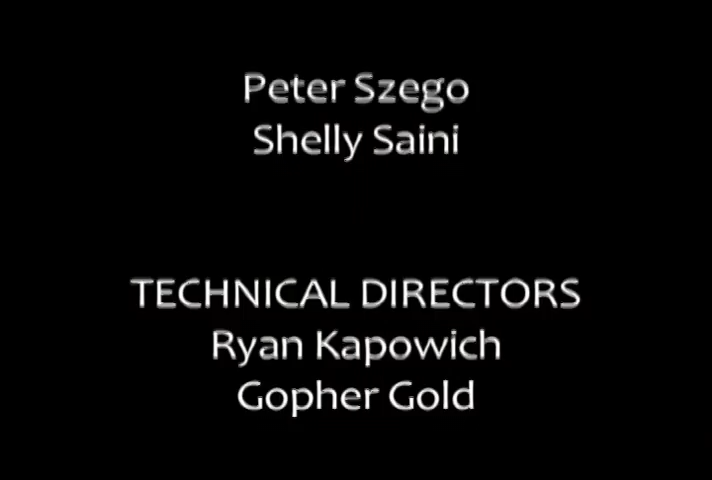 Peter Szego
Shelly Saini
TECHNICAL DIRECTORS
Ryan Kapowich
Gopher Gold